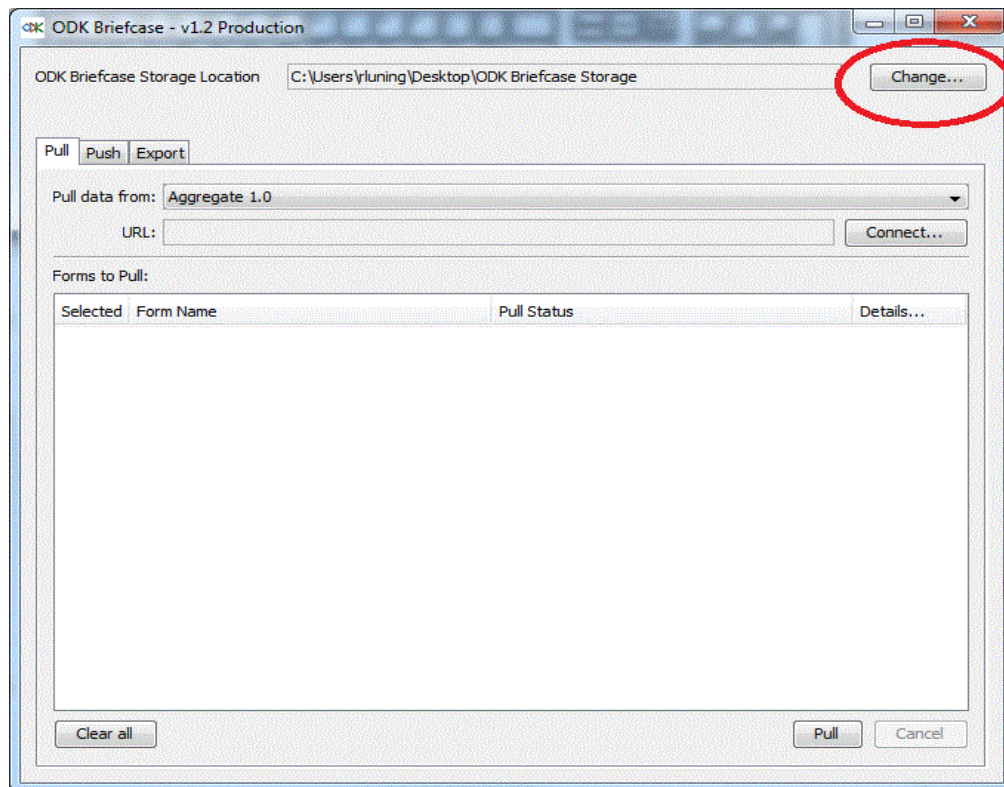 ODK Briefcase - v1.2 Production
ODK Briefcase Storage Location C:\Users\rluning\Desktop\ODK Briefcase Storage Change...
Pull Push Export
Pull data from: Aggregate 1.0
URL: Connect...
Forms to Pull:
Selected Form Name Pull Status Details...
Clear all Pull Cancel